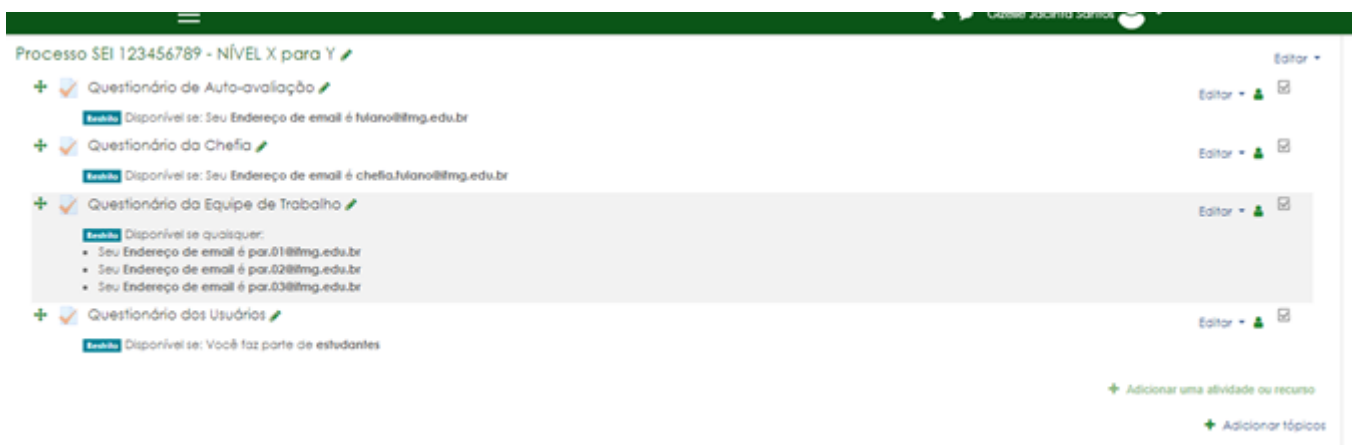 Gizelle Jacinta Santos
Processo SEI 123456789 - NÍVEL X para Y
Editar
Questionário de Auto-avaliação
Editar
Restrito Disponível se: Seu Endereço de email é fulano@ifmg.edu.br
Questionário da Chefia
Editar
Restrito Disponível se: Seu Endereço de email é chefia.fulano@ifmg.edu.br
Questionário da Equipe de Trabalho
Editar
Restrito Disponível se quaisquer:
• Seu Endereço de email é par.01@ifmg.edu.br
• Seu Endereço de email é par.02@ifmg.edu.br
• Seu Endereço de email é par.03@ifmg.edu.br
Questionário dos Usuários
Editar
Restrito Disponível se: Você faz parte de estudantes
Adicionar uma atividade ou recurso
Adicionar tópicos